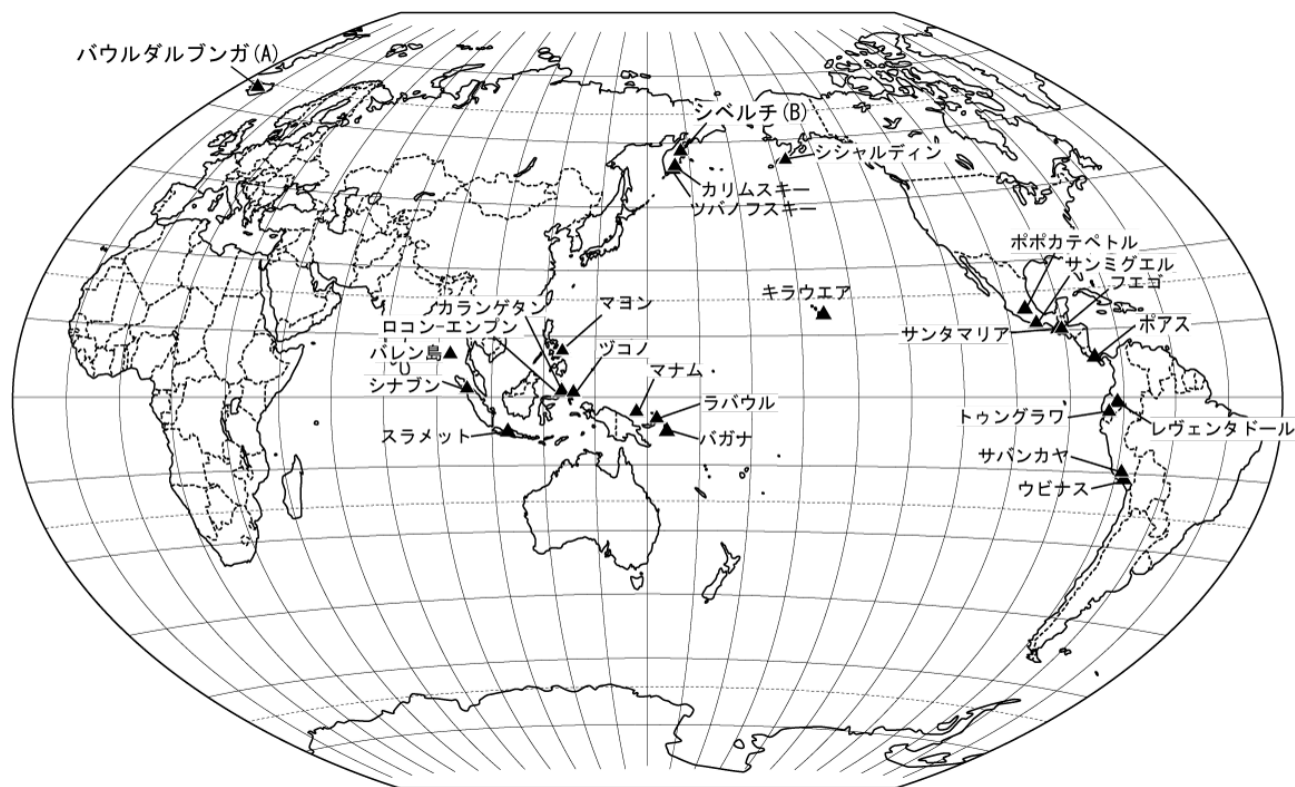 バウルダルブンガ(A)
シベルチ(B)
シシャルディン
カリムスキー
ソバノフスキー
ポポカテペトル
サンミグエル
フエゴ
キラウエア
カランゲタン
マヨン
ロコン-エンプン
サンタマリア
ポアス
バレン島
ヅコノ
マナム
シナブン
ラバウル
トゥングラワ
レヴェンタドール
スラメット
バガナ
サバンカヤ
ウビナス